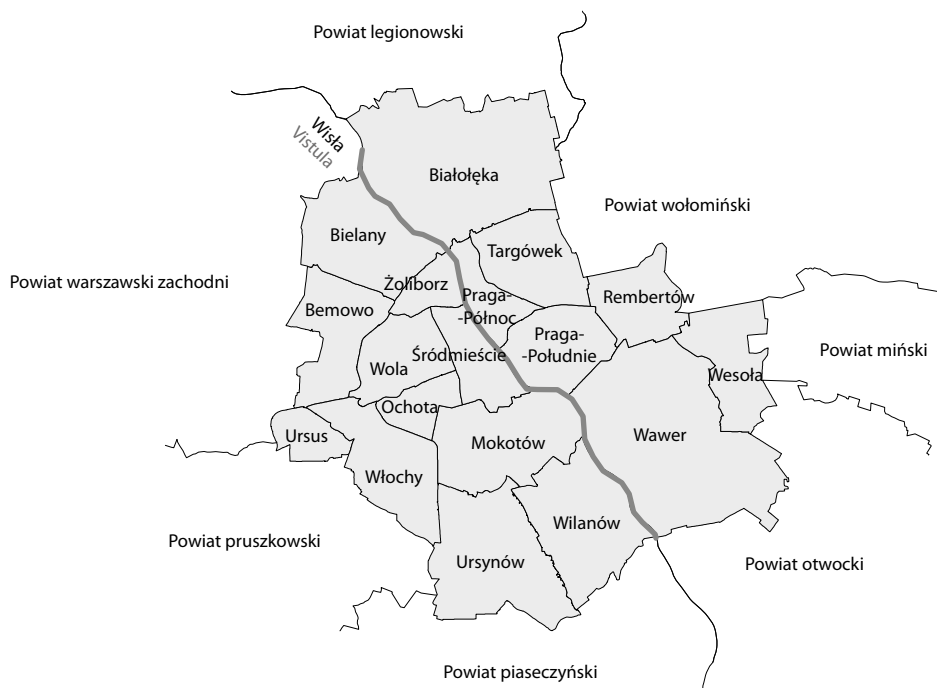 Powiat legionowski
Wisła
Vistula
Białołęka
Powiat wołomiński
Bielany
Targówek
Powiat warszawski zachodni
Żoliborz
Praga-
-Północ
Rembertów
Bemowo
Praga-
-Południe
Śródmieście
Powiat miński
Wola
Wesoła
Ochota
Ursus
Mokotów
Wawer
Włochy
Wilanów
Powiat pruszkowski
Ursynów
Powiat otwocki
Powiat piaseczyński